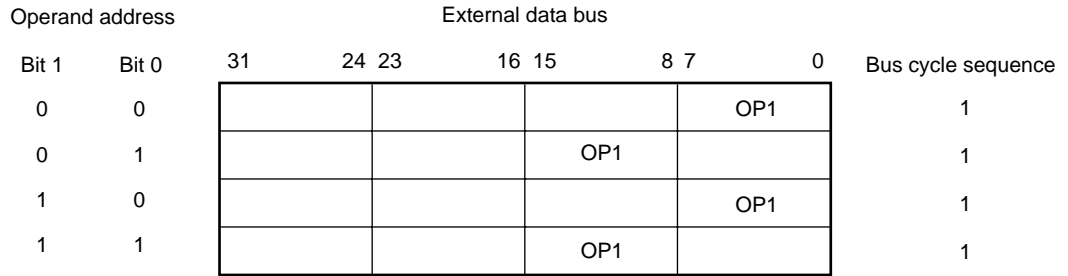 Operand address External data bus
Bit 1 Bit 0 31 24 23 16 15 8 7 0 Bus cycle sequence
0 0 OP1 1
0 1 OP1 1
1 0 OP1 1
1 1 OP1 1